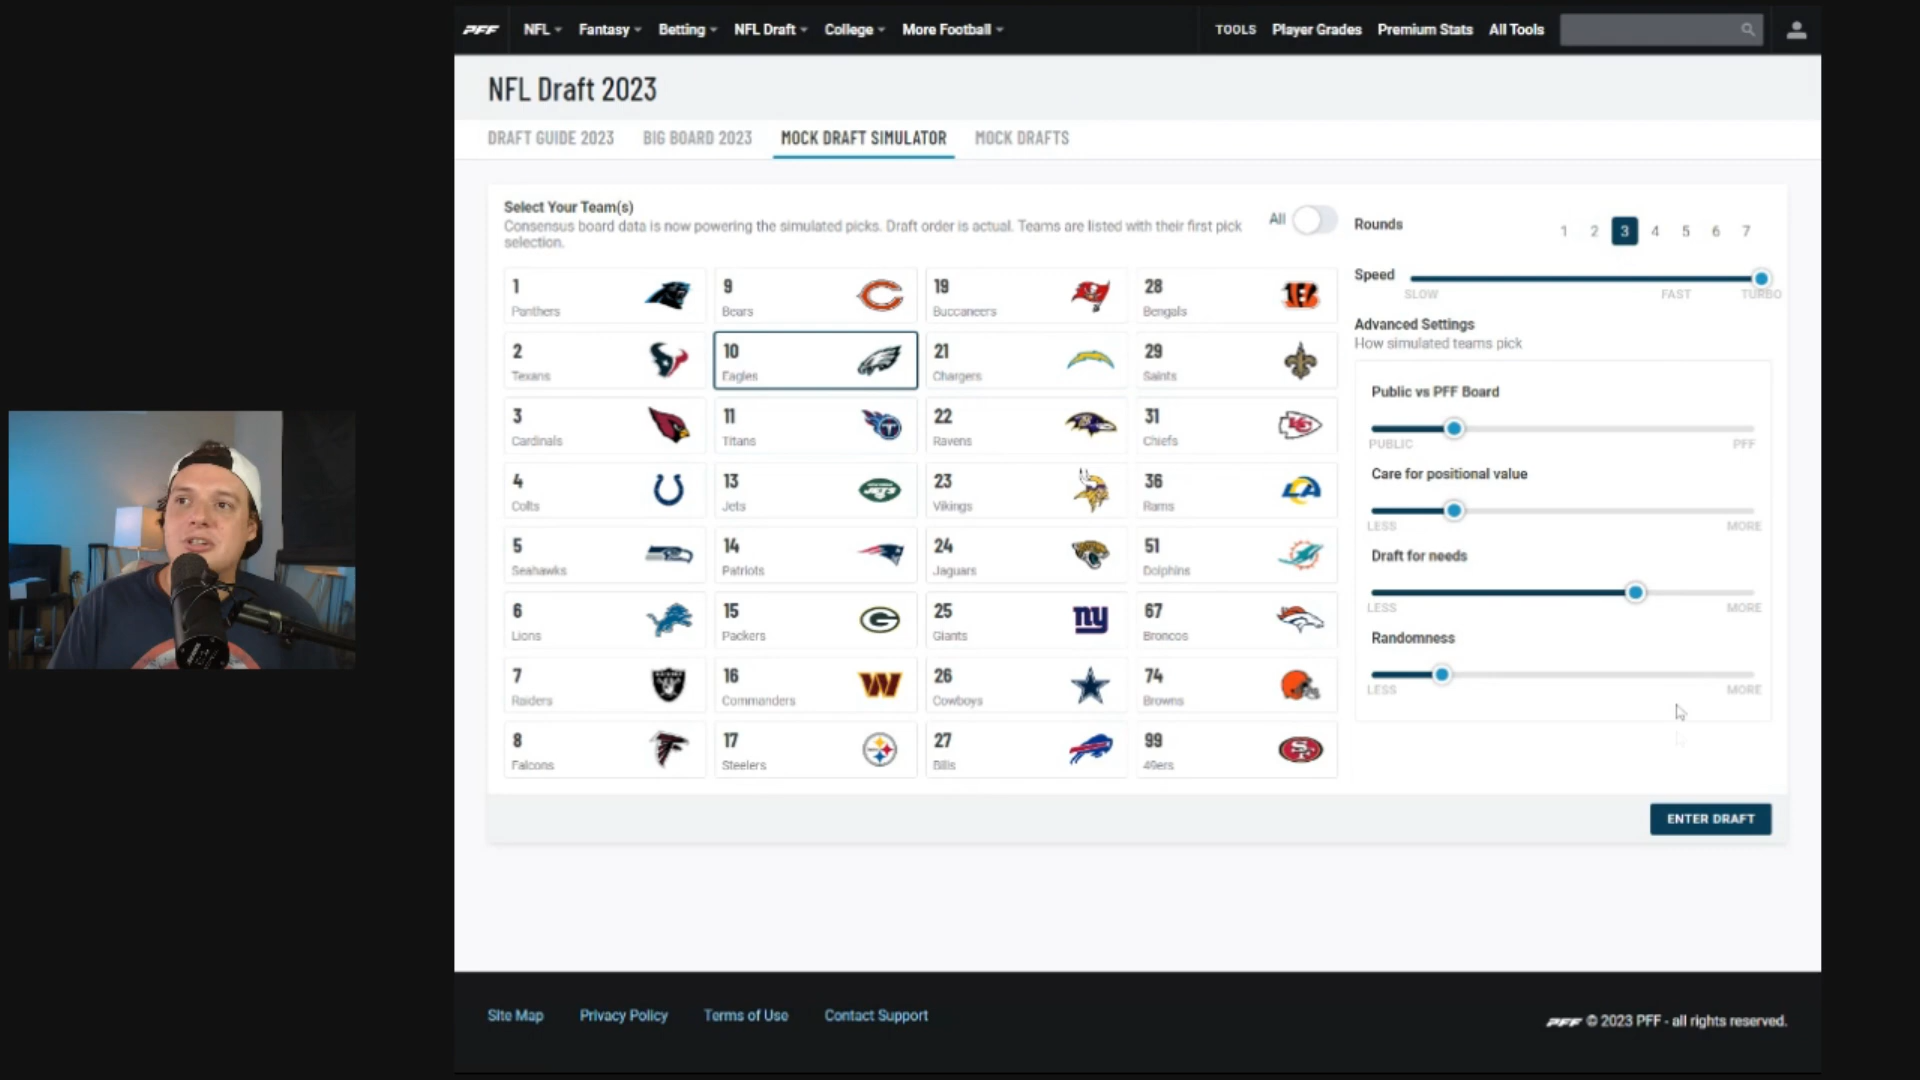 PFF NFL Fantasy Betting NFL Draft College More Football TOOLS Player Grades Premium Stats All Tools
NFL Draft 2023
DRAFT GUIDE 2023 BIG BOARD 2023 MOCK DRAFT SIMULATOR MOCK DRAFTS
Select Your Team(s)
Consensus board data is now powering the simulated picks. Draft order is actual. Teams are listed with their first pick
selection.
All
Rounds 1 2 3 4 5 6 7
Speed
SLOW FAST TURBO
1 9 19 28
Panthers Bears Buccaneers Bengals
2 10 21 29
Texans Eagles Chargers Saints
3 11 22 31
Cardinals Titans Ravens Chiefs
4 13 23 36
Colts Jets Vikings Rams
5 14 24 51
Seahawks Patriots Jaguars Dolphins
6 15 25 67
Lions Packers Giants Broncos
7 16 26 74
Raiders Commanders Cowboys Browns
8 17 27 99
Falcons Steelers Bills 49ers
Advanced Settings
How simulated teams pick
Public vs PFF Board
PUBLIC PFF
Care for positional value
LESS MORE
Draft for needs
LESS MORE
Randomness
LESS MORE
ENTER DRAFT
Site Map Privacy Policy Terms of Use Contact Support
PFF © 2023 PFF - all rights reserved.